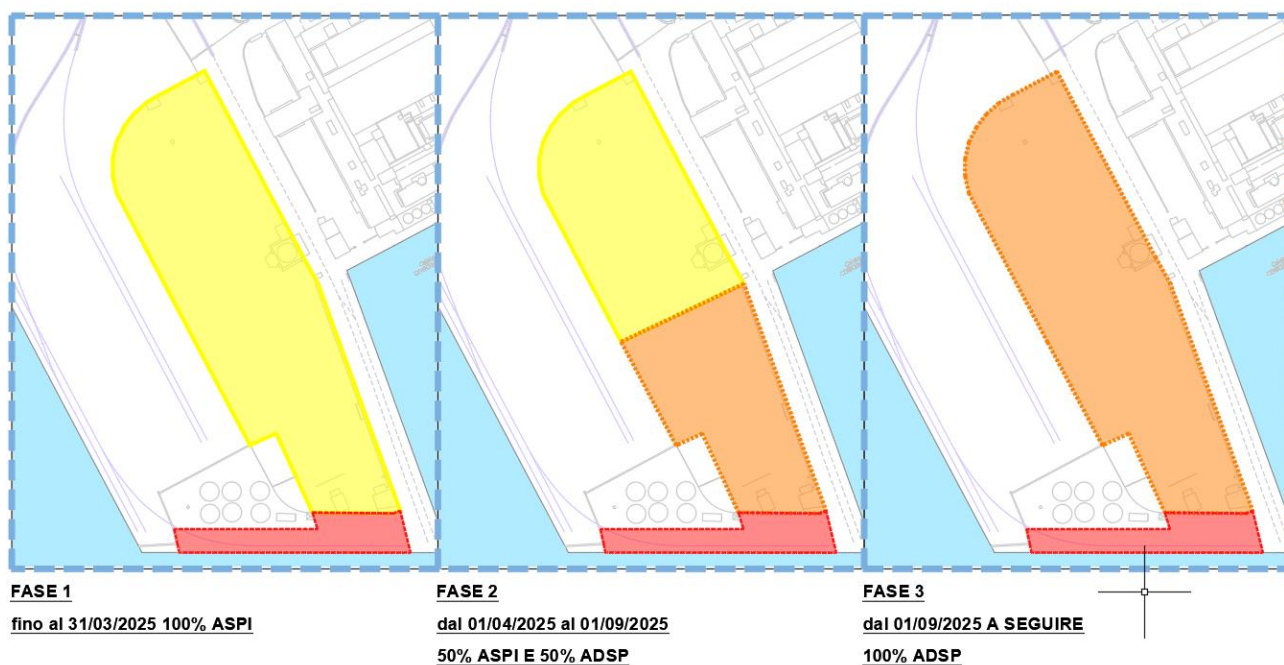 FASE 1
fino al 31/03/2025 100% ASPI
FASE 2
dal 01/04/2025 al 01/09/2025
50% ASPI E 50% ADSP
FASE 3
dal 01/09/2025 A SEGUIRE
100% ADSP